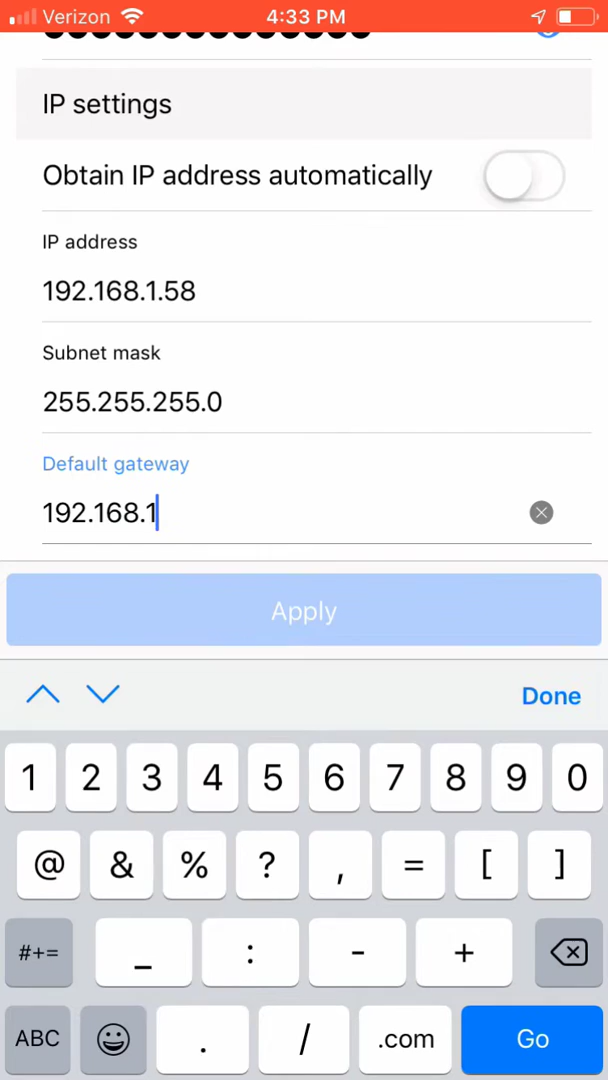 Verizon 4:33 PM
IP settings
Obtain IP address automatically
IP address
192.168.1.58
Subnet mask
255.255.255.0
Default gateway
192.168.1
Apply
Done
1 2 3 4 5 6 7 8 9 0
@ & % ? , = [ ]
#+= _ : - +
ABC . / .com Go